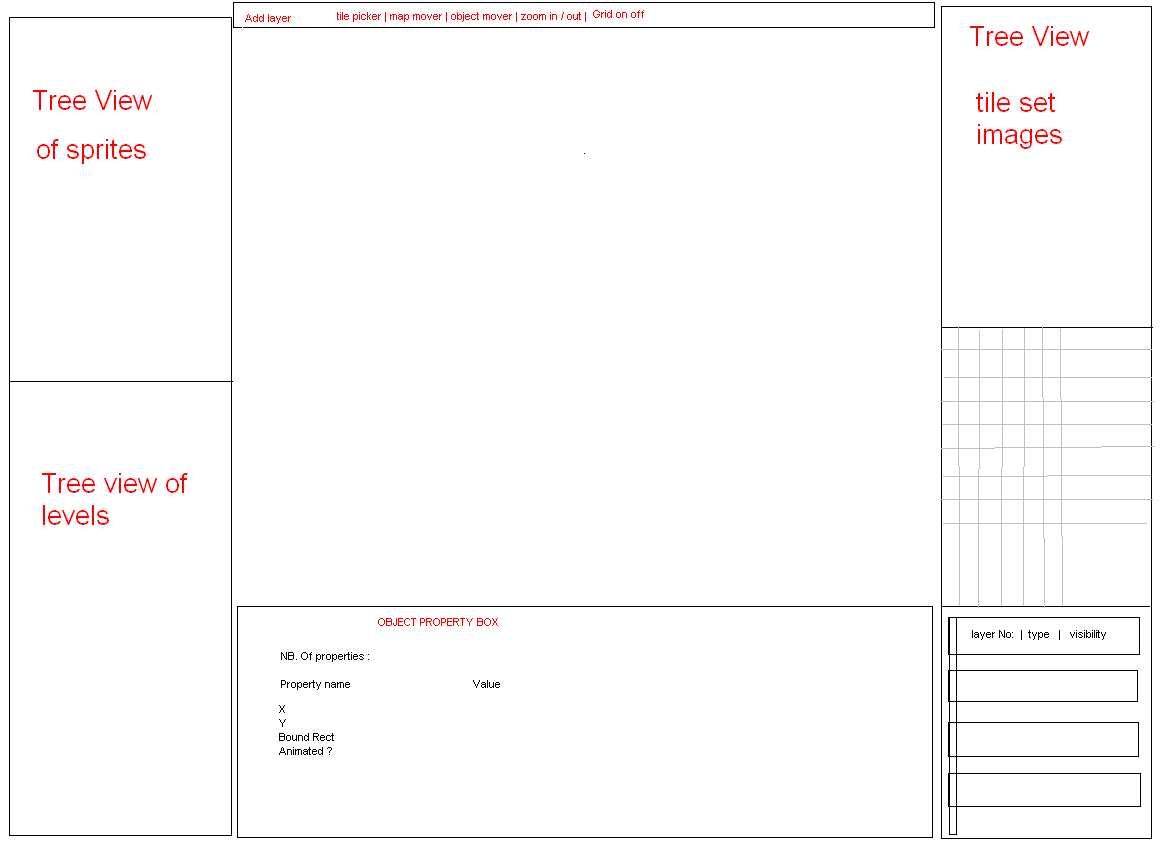 Add layer
tile picker | map mover | object mover | zoom in / out | Grid on off
Tree View
of sprites
Tree view of
levels
Tree View
tile set
images
OBJECT PROPERTY BOX
NB. Of properties :
Property name Value
X
Y
Bound Rect
Animated ?
layer No: | type | visibility